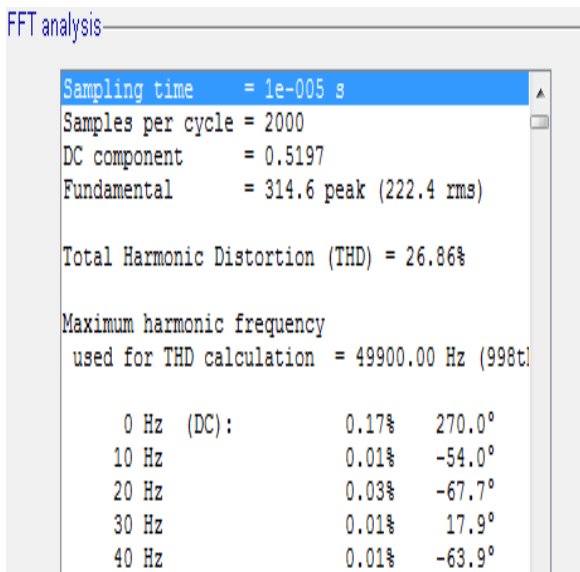 FFT analysis
Sampling time = 1e-005 s
Samples per cycle = 2000
DC component = 0.5197
Fundamental = 314.6 peak (222.4 rms)
Total Harmonic Distortion (THD) = 26.86%
Maximum harmonic frequency
used for THD calculation = 49900.00 Hz (998t
0 Hz (DC): 0.17% 270.0°
10 Hz 0.01% -54.0°
20 Hz 0.03% -67.7°
30 Hz 0.01% 17.9°
40 Hz 0.01% -63.9°